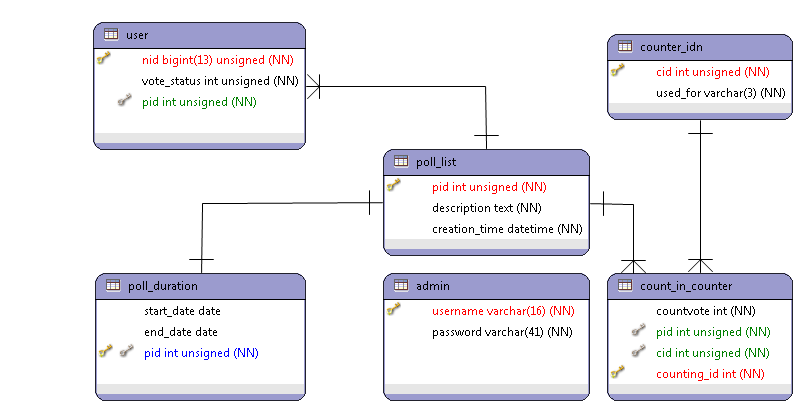 user
nid bigint(13) unsigned (NN)
vote_status int unsigned (NN)
pid int unsigned (NN)
counter_idn
cid int unsigned (NN)
used_for varchar(3) (NN)
poll_list
pid int unsigned (NN)
description text (NN)
creation_time datetime (NN)
poll_duration
start_date date
end_date date
pid int unsigned (NN)
admin
username varchar(16) (NN)
password varchar(41) (NN)
count_in_counter
countvote int (NN)
pid int unsigned (NN)
cid int unsigned (NN)
counting_id int (NN)